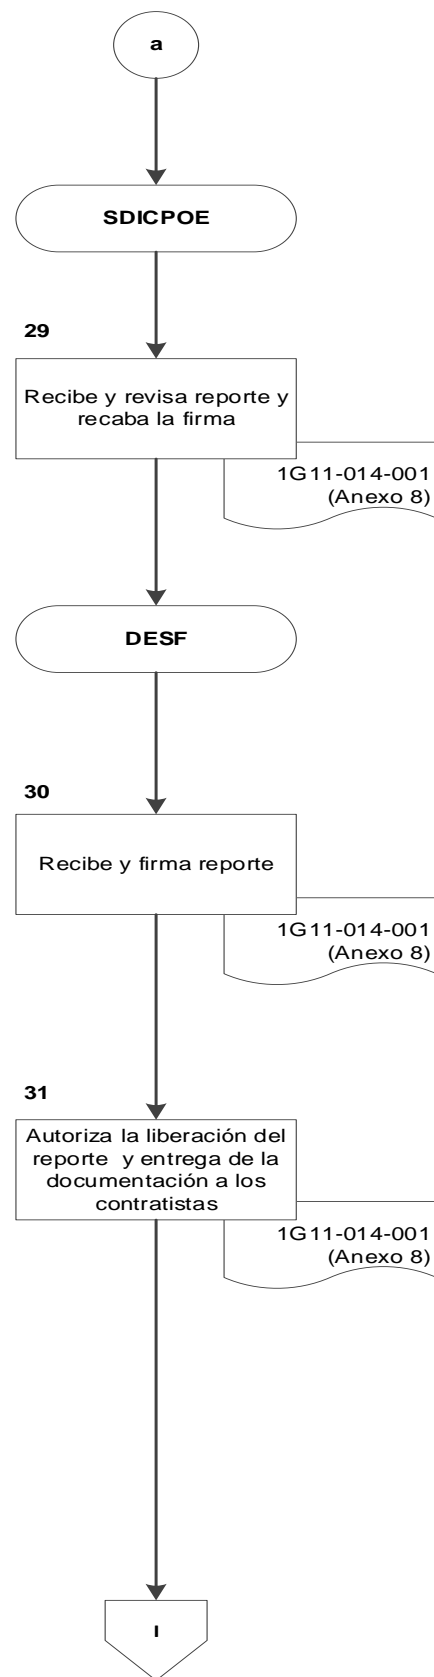 a
SDICPOE
29
Recibe y revisa reporte y
recaba la firma
1G11-014-001
(Anexo 8)
DESF
30
Recibe y firma reporte
1G11-014-001
(Anexo 8)
31
Autoriza la liberación del
reporte y entrega de la
documentación a los
contratistas
1G11-014-001
(Anexo 8)
I